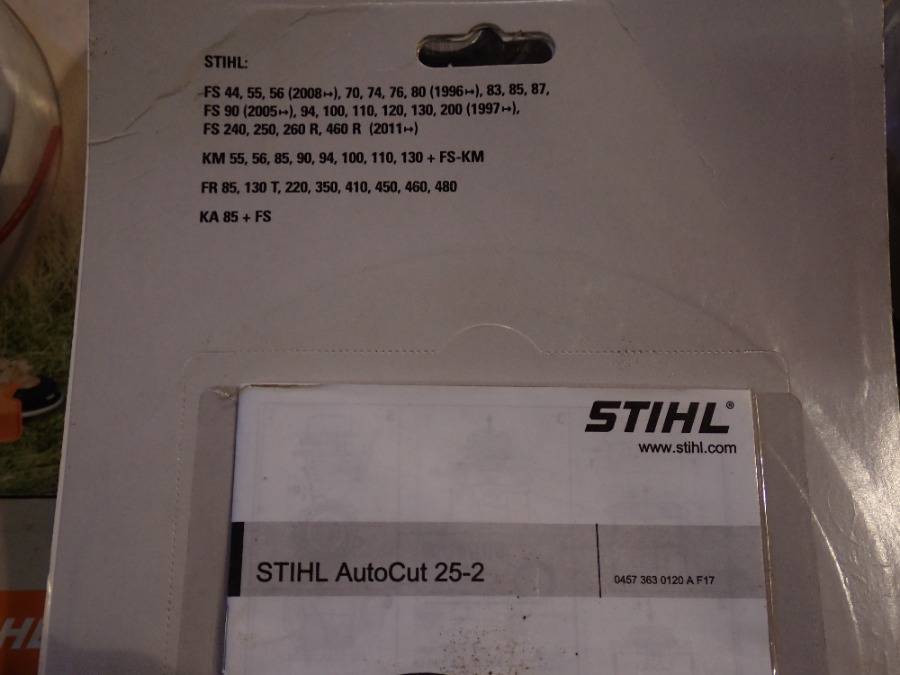 STIHL:
FS 44, 55, 56 (2008↦), 70, 74, 76, 80 (1996↦), 83, 85, 87,
FS 90 (2005↦), 94, 100, 110, 120, 130, 200 (1997↦),
FS 240, 250, 260 R, 460 R (2011↦)
KM 55, 56, 85, 90, 94, 100, 110, 130 + FS-KM
FR 85, 130 T, 220, 350, 410, 450, 460, 480
KA 85 + FS
STIHL®
www.stihl.com
STIHL AutoCut 25-2
0457 363 0120 A F17
HL